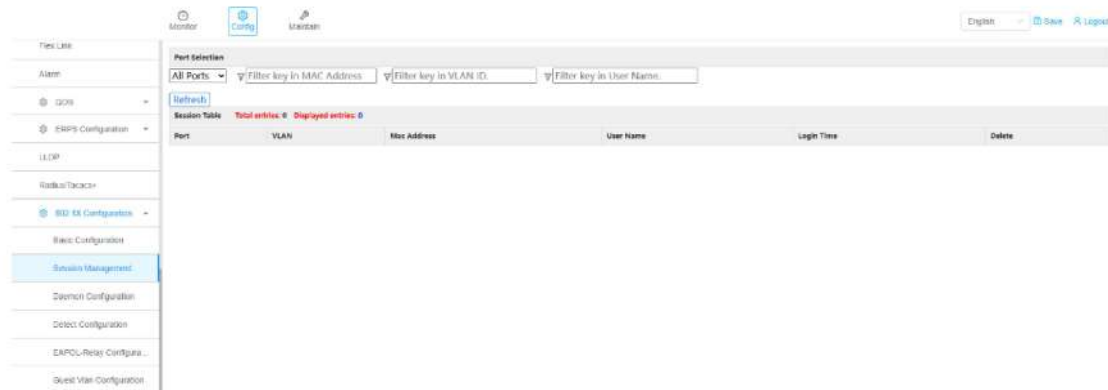 Monitor
Config
Maintain
English
Save
Logout
Flex Link
Alarm
QOS
ERPS Configuration
LLDP
Radius/Tacacs+
802.1X Configuration
Basic Configuration
Session Management
Daemon Configuration
Detect Configuration
EAPOL-Relay Configura...
Guest Vlan Configuration
Port Selection
All Ports
Filter key in MAC Address
Filter key in VLAN ID.
Filter key in User Name.
Refresh
Session Table Total entries: 0 Displayed entries: 0
Port VLAN Mac Address User Name Login Time Delete